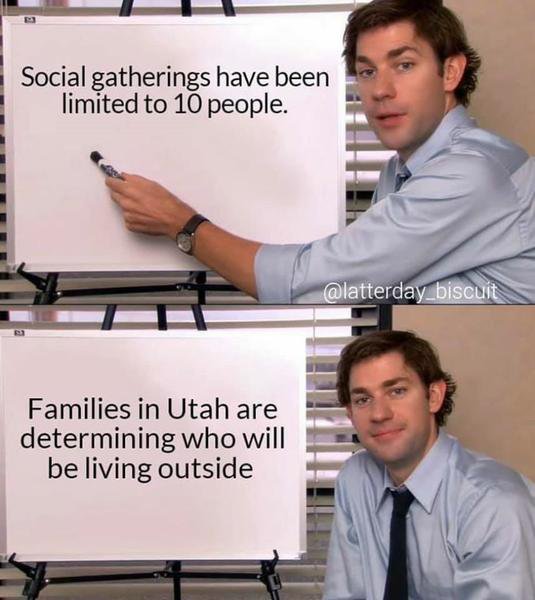 Social gatherings have been
limited to 10 people.
@latterday_biscuit
Families in Utah are
determining who will
be living outside